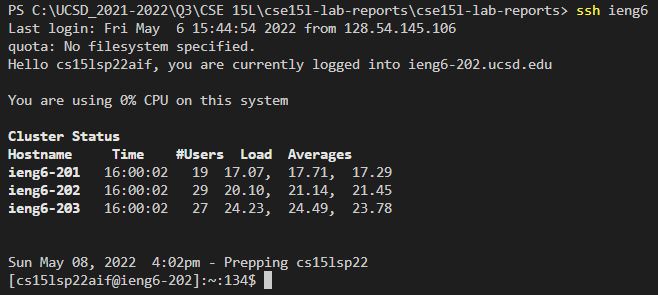 PS C:\UCSD_2021-2022\Q3\CSE 15L\cse15l-lab-reports\cse15l-lab-reports> ssh ieng6
Last login: Fri May  6 15:44:54 2022 from 128.54.145.106
quota: No filesystem specified.
Hello cs15lsp22aif, you are currently logged into ieng6-202.ucsd.edu
You are using 0% CPU on this system
Cluster Status
Hostname     Time    #Users  Load  Averages
ieng6-201   16:00:02   19  17.07,  17.71,  17.29
ieng6-202   16:00:02   29  20.10,  21.14,  21.45
ieng6-203   16:00:02   27  24.23,  24.49,  23.78
Sun May 08, 2022  4:02pm - Prepping cs15lsp22
[cs15lsp22aif@ieng6-202]:~:134$